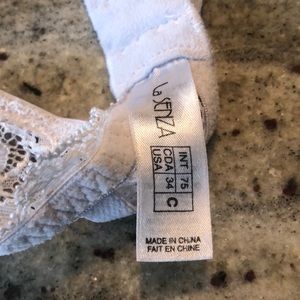 La SENZA
INT 75
CDA 34 C
USA
MADE IN CHINA
FAIT EN CHINE